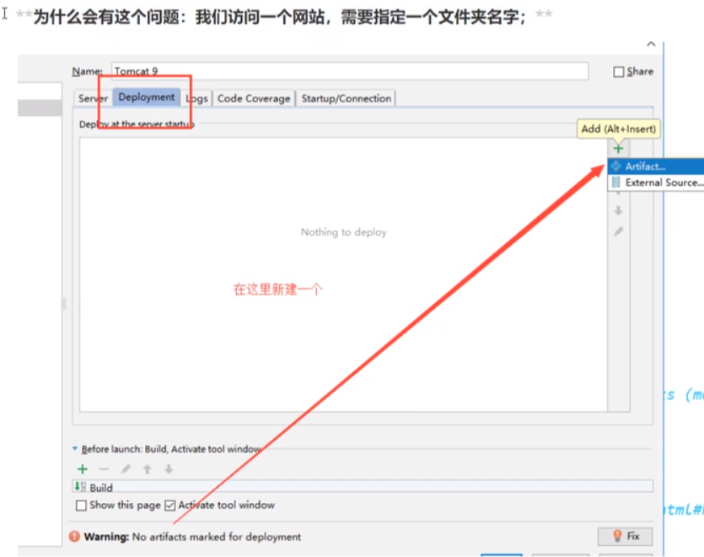 **为什么会有这个问题：我们访问一个网站，需要指定一个文件夹名字；**
Name: Tomcat 9 Share
Server Deployment Logs Code Coverage Startup/Connection
Deploy at the server startup
Add (Alt+Insert)
Artifact...
External Source...
Nothing to deploy
在这里新建一个
Before launch: Build, Activate tool window
Build
Show this page Activate tool window
Warning: No artifacts marked for deployment Fix